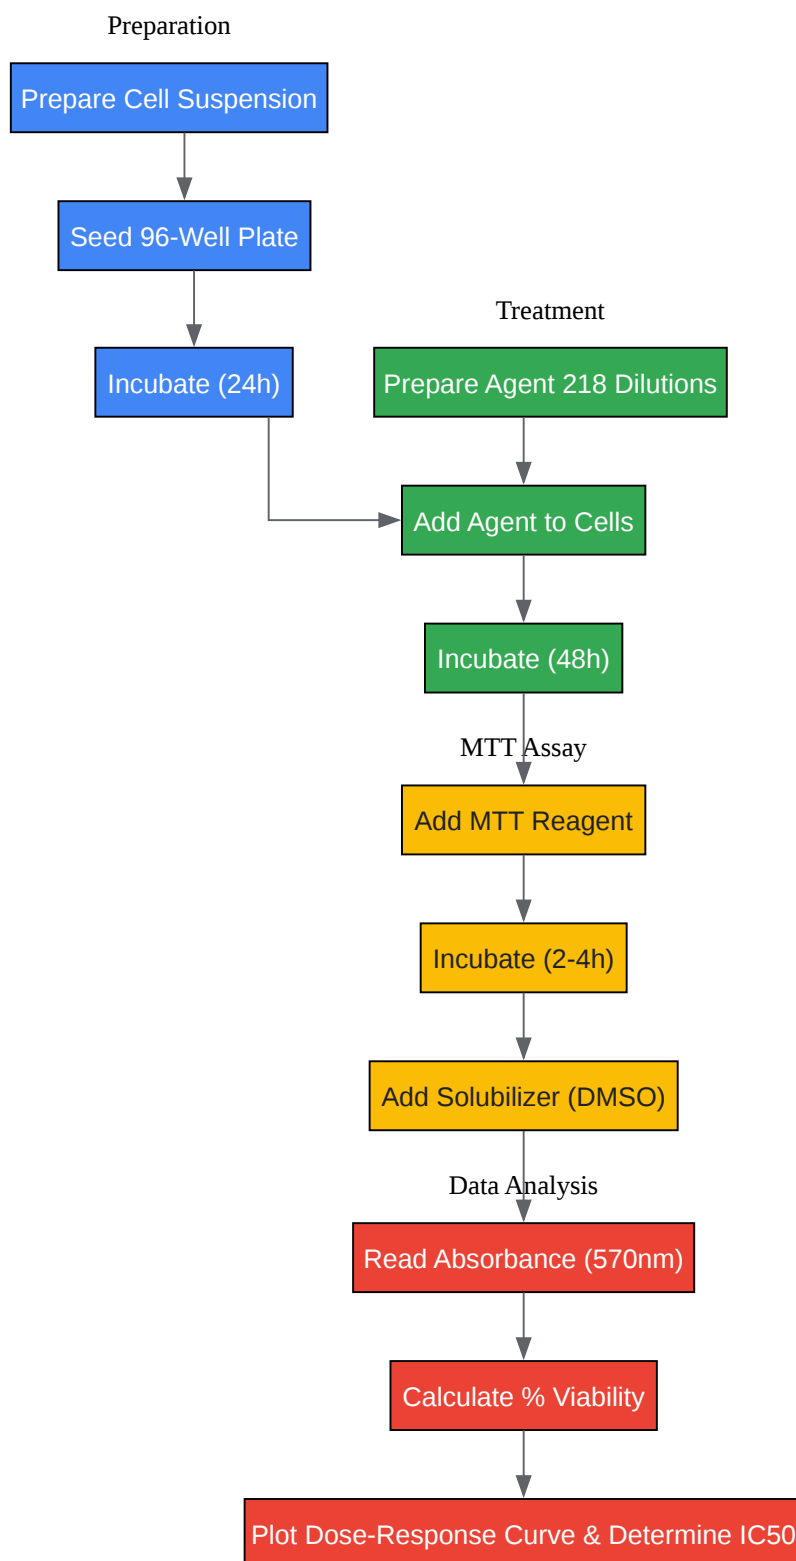 Preparation
Prepare Cell Suspension
Seed 96-Well Plate
Incubate (24h)
Treatment
Prepare Agent 218 Dilutions
Add Agent to Cells
Incubate (48h)
MTT Assay
Add MTT Reagent
Incubate (2-4h)
Add Solubilizer (DMSO)
Data Analysis
Read Absorbance (570nm)
Calculate % Viability
Plot Dose-Response Curve & Determine IC50